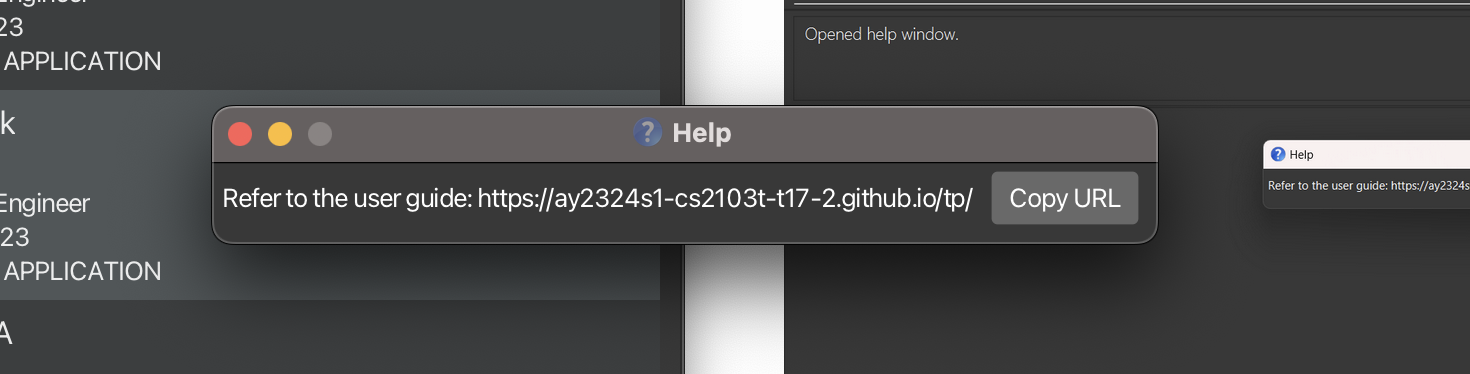 23
APPLICATION
k
Engineer
23
APPLICATION
A
Help
Refer to the user guide: https://ay2324s1-cs2103t-t17-2.github.io/tp/
Copy URL
Opened help window.
Help
Refer to the user guide: https://ay2324s